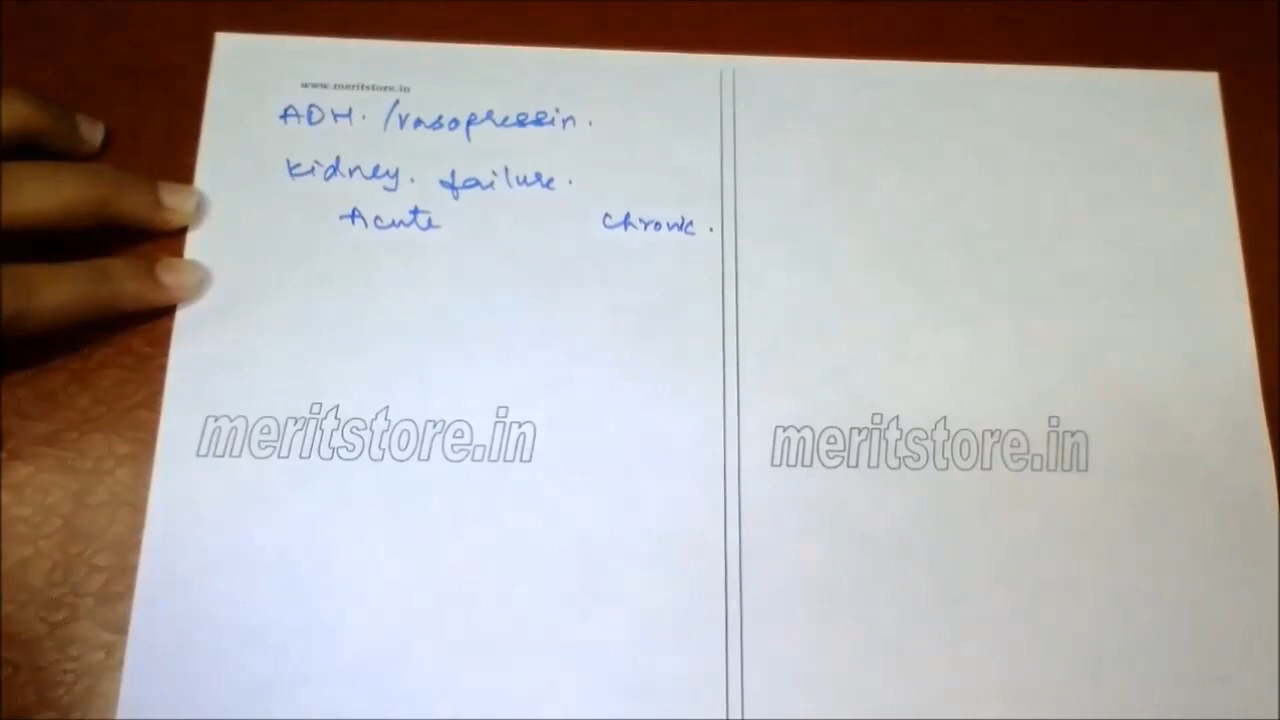 www.meritstore.in
ADH. /vasopressin.
Kidney. failure.
Acute chronic.
meritstore.in
meritstore.in